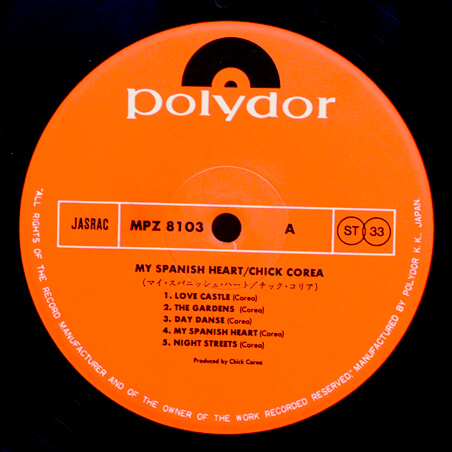 polydor
JASRAC
MPZ 8103
A
ST 33
MY SPANISH HEART/CHICK COREA
(マイ・スパニッシュ・ハート/チック・コリア)
1. LOVE CASTLE (Corea)
2. THE GARDENS (Corea)
3. DAY DANSE (Corea)
4. MY SPANISH HEART (Corea)
5. NIGHT STREETS (Corea)
Produced by Chick Corea
"ALL RIGHTS OF THE RECORD MANUFACTURER AND OF THE OWNER OF THE WORK RECORDED RESERVED." MANUFACTURED BY POLYDOR K.K. JAPAN.